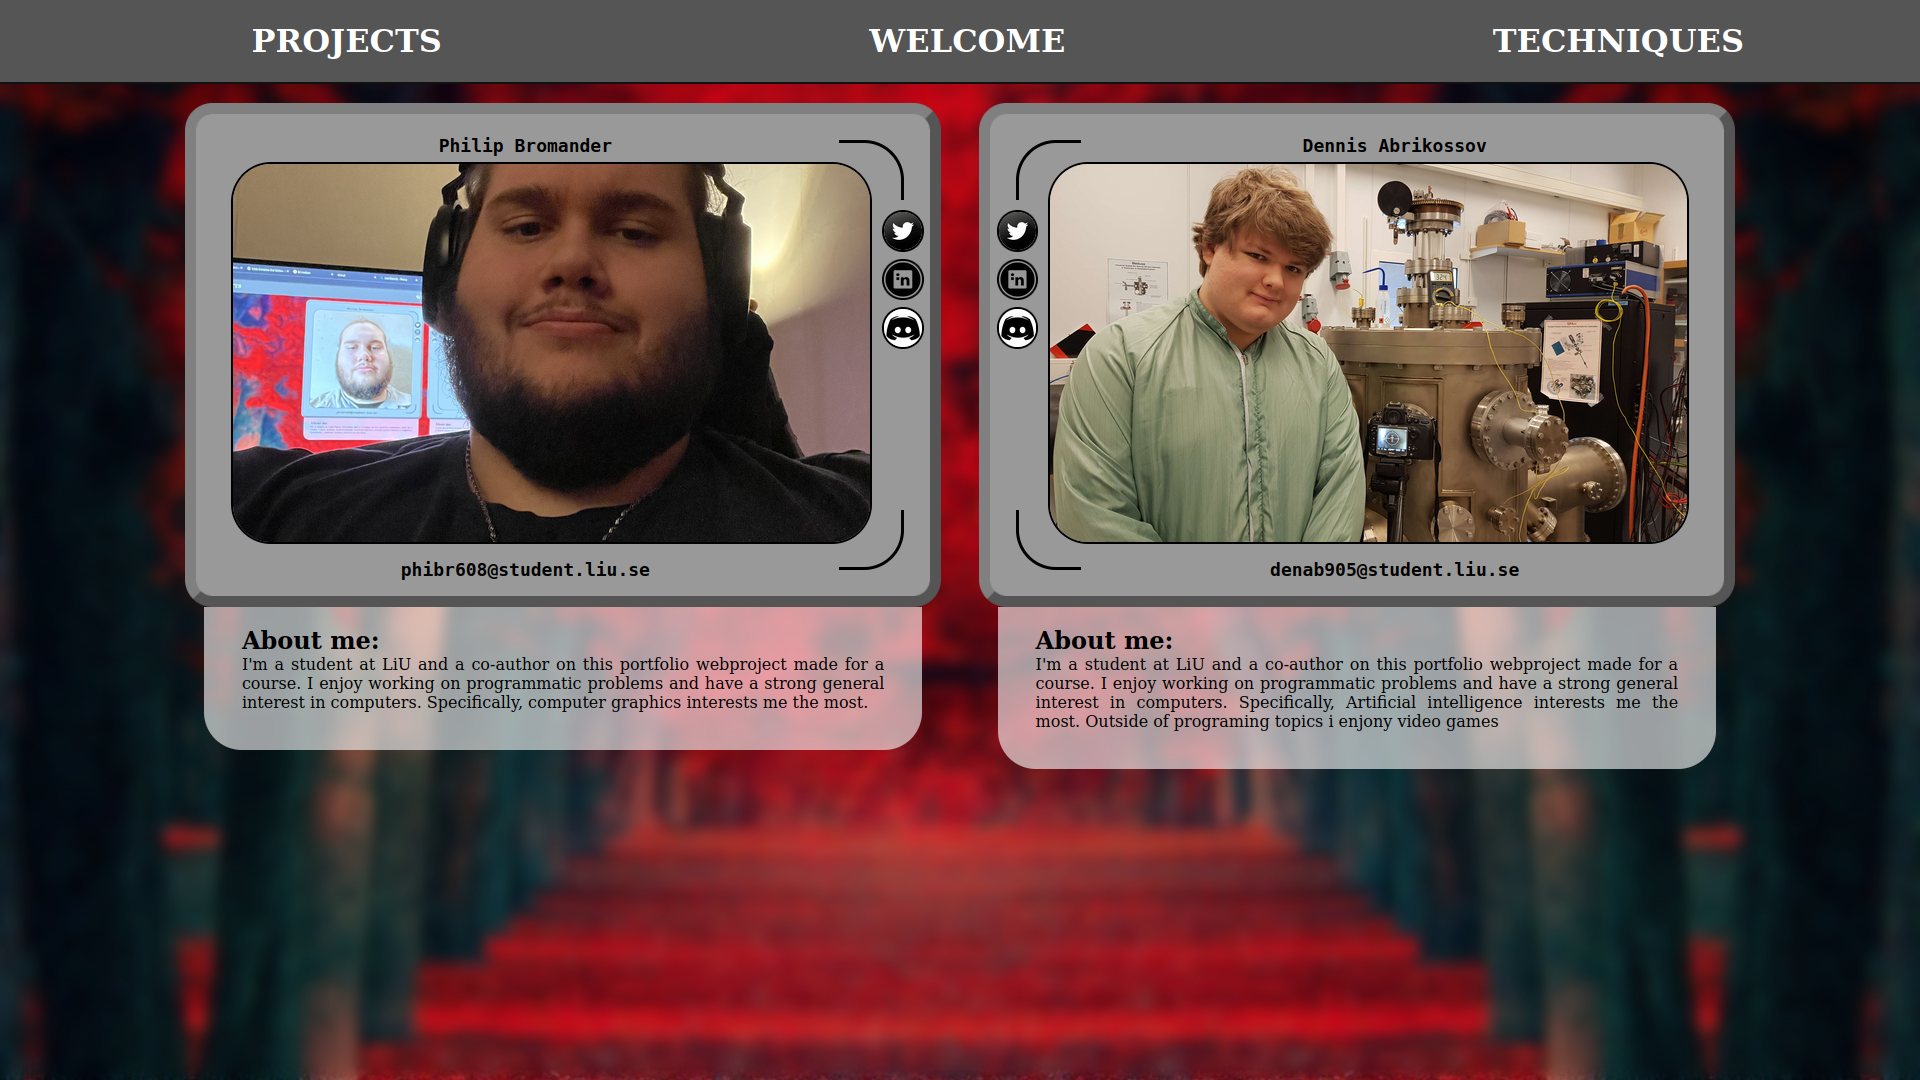 PROJECTS WELCOME TECHNIQUES
Philip Bromander
phibr608@student.liu.se
About me:
I'm a student at LiU and a co-author on this portfolio webproject made for a
course. I enjoy working on programmatic problems and have a strong general
interest in computers. Specifically, computer graphics interests me the most.
Dennis Abrikossov
denab905@student.liu.se
About me:
I'm a student at LiU and a co-author on this portfolio webproject made for a
course. I enjoy working on programmatic problems and have a strong general
interest in computers. Specifically, Artificial intelligence interests me the
most. Outside of programing topics i enjony video games